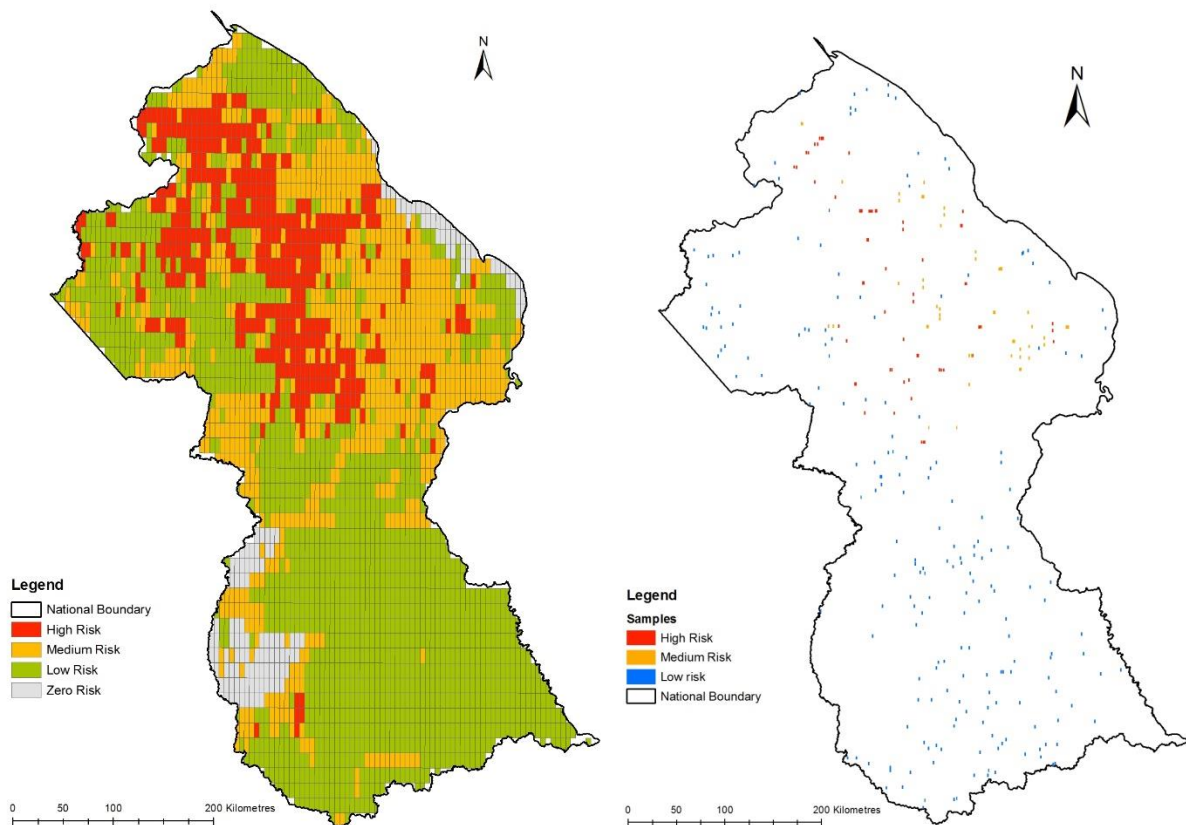 N
Legend
National Boundary
High Risk
Medium Risk
Low Risk
Zero Risk
0 50 100 200 Kilometres
N
Legend
Samples
High Risk
Medium Risk
Low risk
National Boundary
0 50 100 200 Kilometres